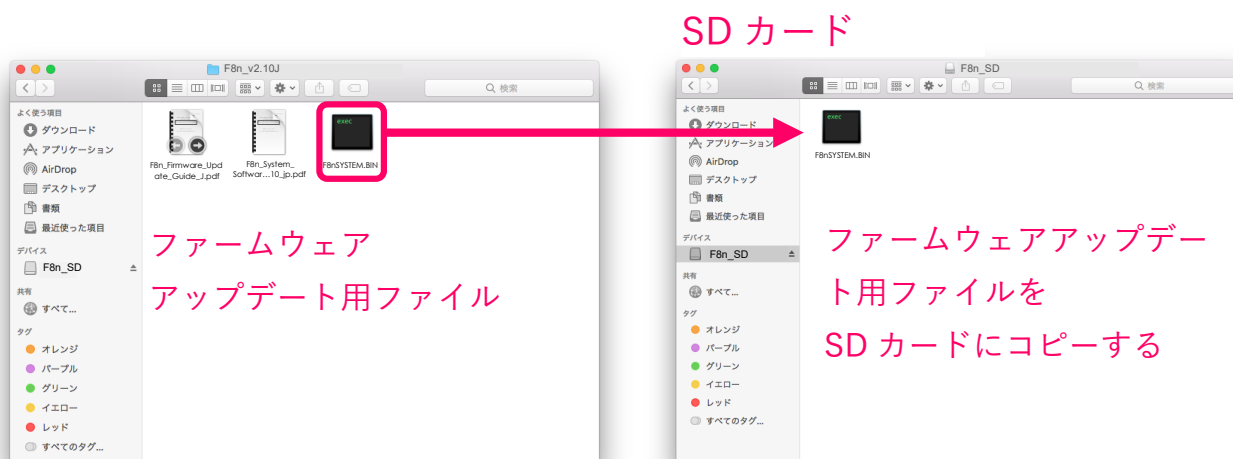 SD カード
F8n_v2.10J
検索
よく使う項目
ダウンロード
アプリケーション
AirDrop
デスクトップ
書類
最近使った項目
デバイス
F8n_SD
共有
すべて...
タグ
オレンジ
パープル
グリーン
イエロー
レッド
すべてのタグ...
F8n_Firmware_Upd
ate_Guide_J.pdf
F8n_System_
Softwar...10_jp.pdf
exec
F8nSYSTEM.BIN
ファームウェア
アップデート用ファイル
F8n_SD
検索
よく使う項目
ダウンロード
アプリケーション
AirDrop
デスクトップ
書類
最近使った項目
デバイス
F8n_SD
共有
すべて...
タグ
オレンジ
パープル
グリーン
イエロー
レッド
すべてのタグ...
exec
F8nSYSTEM.BIN
ファームウェアアップデー
ト用ファイルを
SD カードにコピーする